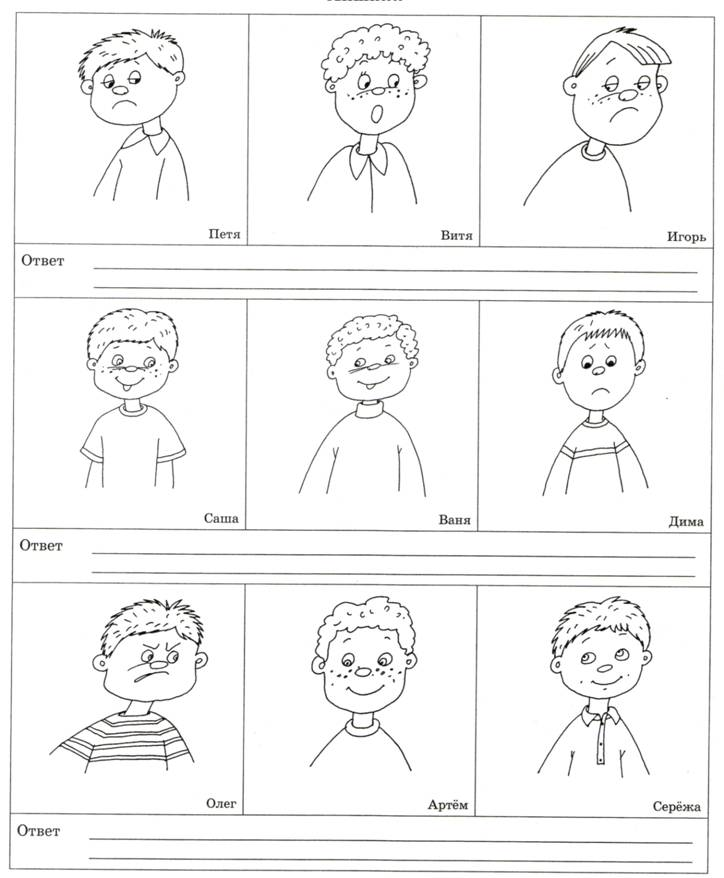 Петя
Витя
Игорь
Ответ
Саша
Ваня
Дима
Ответ
Олег
Артём
Серёжа
Ответ